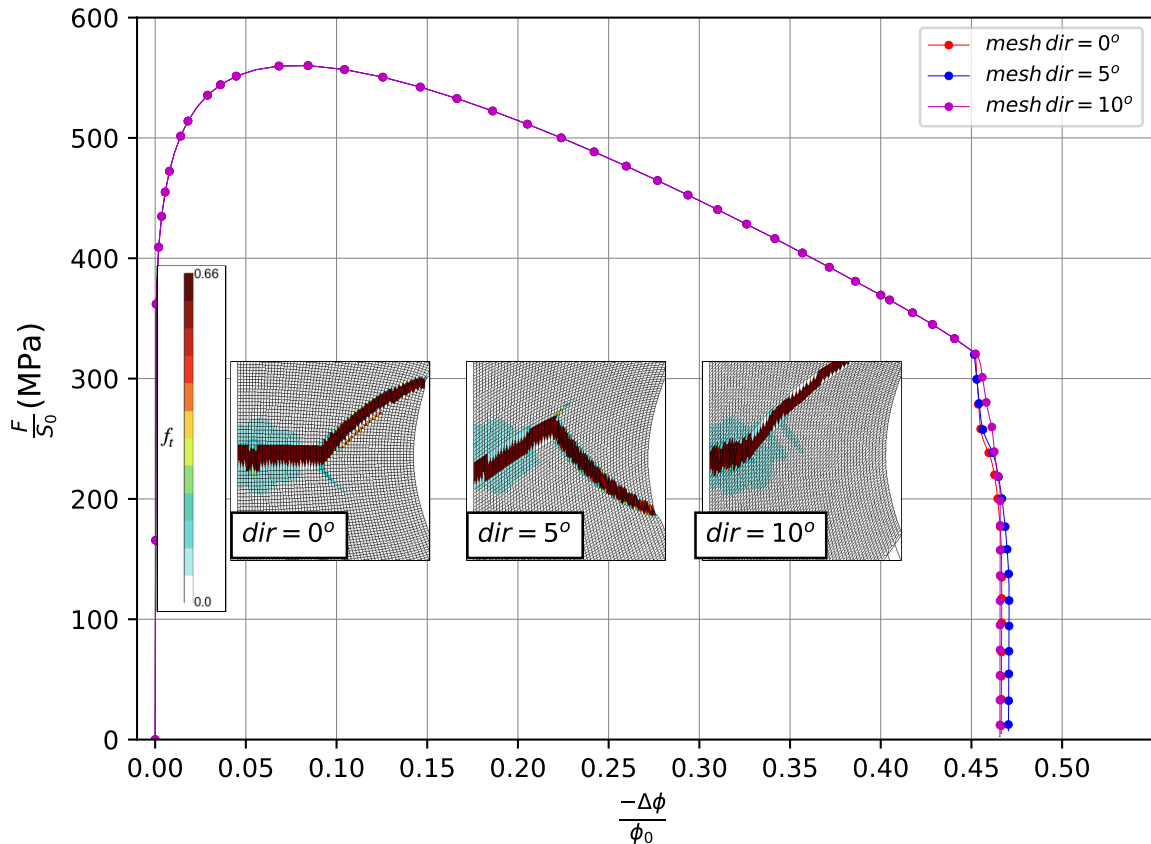 600
500
400
300
200
100
0
F/S₀ (MPa)
mesh dir = 0°
mesh dir = 5°
mesh dir = 10°
0.66
fₜ
0.0
dir = 0°
dir = 5°
dir = 10°
0.00 0.05 0.10 0.15 0.20 0.25 0.30 0.35 0.40 0.45 0.50
−Δϕ/ϕ₀